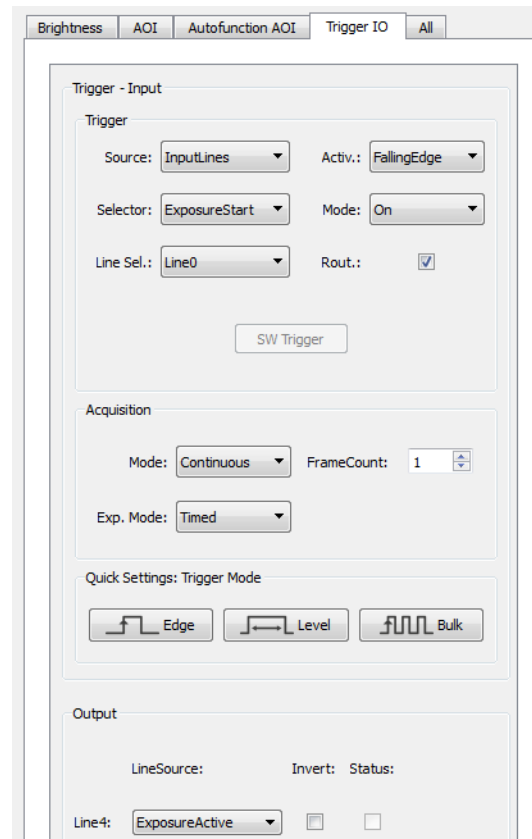 Brightness AOI Autofunction AOI Trigger IO All
Trigger - Input
Trigger
Source: InputLines Activ.: FallingEdge
Selector: ExposureStart Mode: On
Line Sel.: Line0 Rout.:
SW Trigger
Acquisition
Mode: Continuous FrameCount: 1
Exp. Mode: Timed
Quick Settings: Trigger Mode
Edge Level Bulk
Output
LineSource: Invert: Status:
Line4: ExposureActive